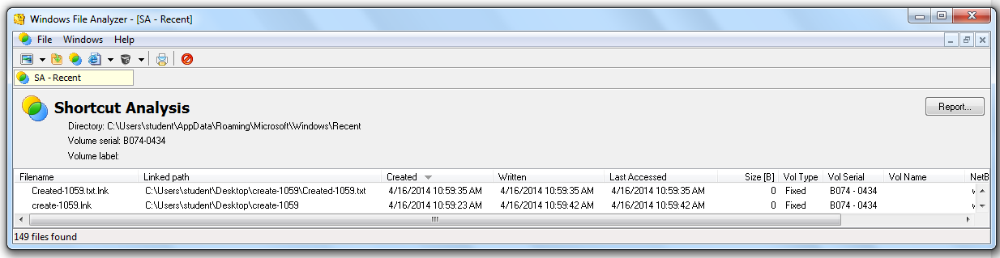 Windows File Analyzer - [SA - Recent]
File Windows Help
SA - Recent
Shortcut Analysis
Report...
Directory: C:\Users\student\AppData\Roaming\Microsoft\Windows\Recent
Volume serial: B074-0434
Volume label:
Filename Linked path Created Written Last Accessed Size [B] Vol Type Vol Serial Vol Name NetB
Created-1059.txt.lnk C:\Users\student\Desktop\create-1059\Created-1059.txt 4/16/2014 10:59:35 AM 4/16/2014 10:59:35 AM 4/16/2014 10:59:35 AM 0 Fixed B074 - 0434
create-1059.lnk C:\Users\student\Desktop\create-1059 4/16/2014 10:59:23 AM 4/16/2014 10:59:42 AM 4/16/2014 10:59:42 AM 0 Fixed B074 - 0434
149 files found